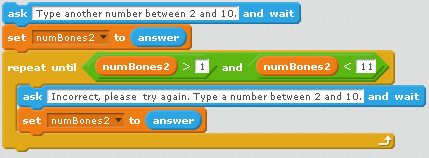 ask Type another number between 2 and 10. and wait
set numBones2 to answer
repeat until numBones2 > 1 and numBones2 < 11
ask Incorrect, please try again. Type a number between 2 and 10. and wait
set numBones2 to answer